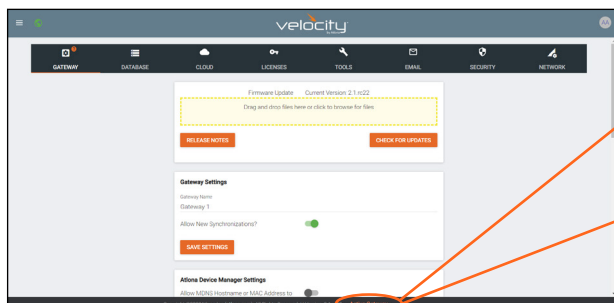 velocity
AA
GATEWAY DATABASE CLOUD LICENSES TOOLS EMAIL SECURITY NETWORK
Firmware Update Current Version 2.1.rc22
Drag and drop files here or click to browse for files
RELEASE NOTES CHECK FOR UPDATES
Gateway Settings
Gateway Name
Gateway 1
Allow New Synchronizations?
SAVE SETTINGS
Atlona Device Manager Settings
Allow MDNS Hostname or MAC Address to